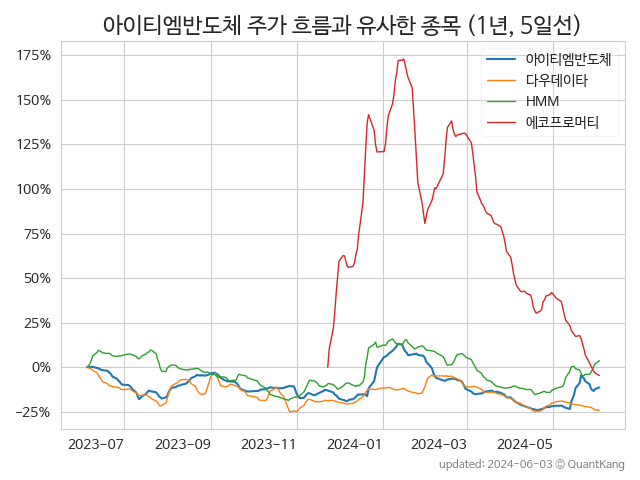 아이티엠반도체 주가 흐름과 유사한 종목 (1년, 5일선)
175%
150%
125%
100%
75%
50%
25%
0%
−25%
아이티엠반도체
다우데이타
HMM
에코프로머티
2023−07
2023−09
2023−11
2024−01
2024−03
2024−05
updated: 2024-06-03 © QuantKang